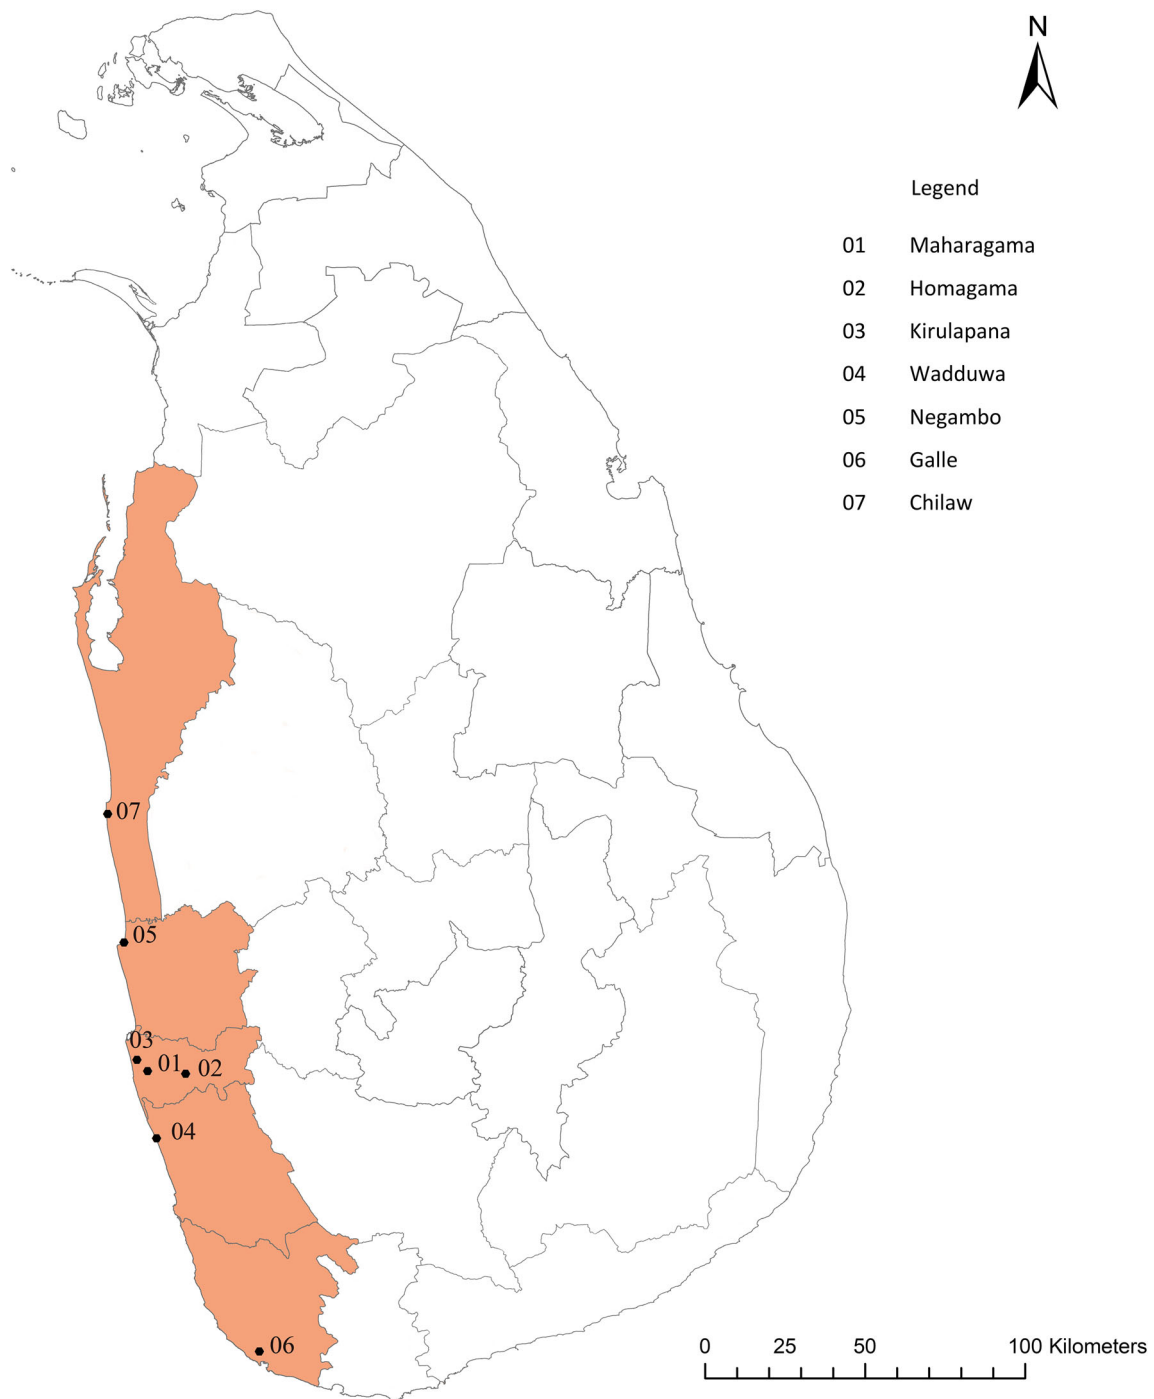 N
Legend
01 Maharagama
02 Homagama
03 Kirulapana
04 Wadduwa
05 Negambo
06 Galle
07 Chilaw
07
05
03
01
02
04
06
0 25 50 100 Kilometers